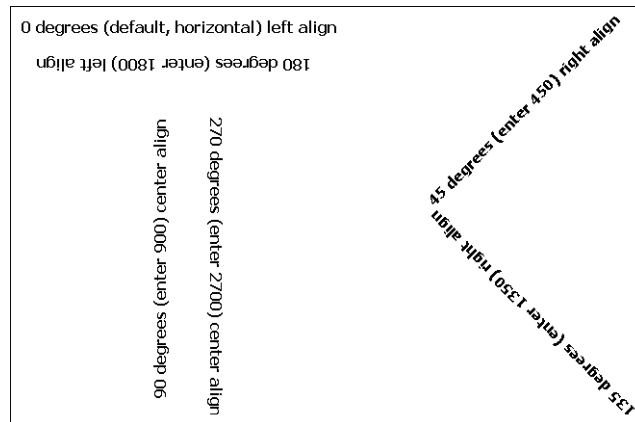 0 degrees (default, horizontal) left align
180 degrees (enter 1800) left align
90 degrees (enter 900) center align
270 degrees (enter 2700) center align
45 degrees (enter 450) right align
135 degrees (enter 1350) right align